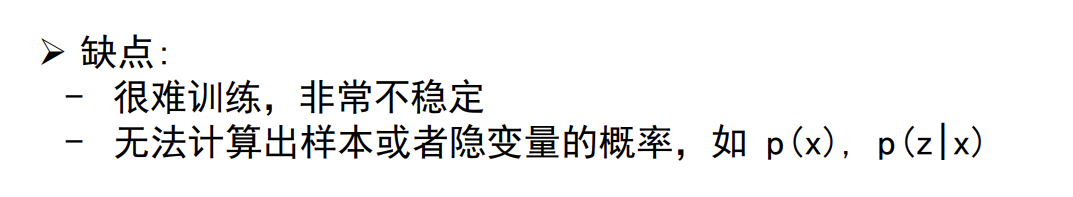 ➢ 缺点:
- 很难训练，非常不稳定
- 无法计算出样本或者隐变量的概率，如 p(x), p(z|x)